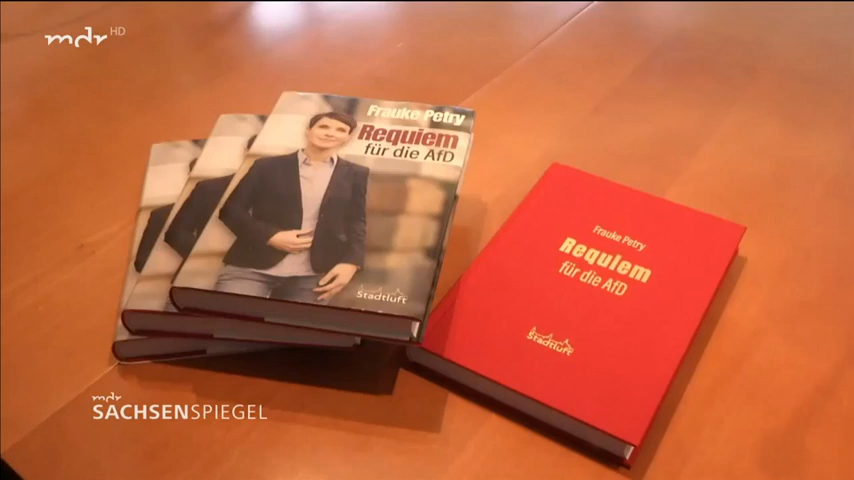 mdr HD
Frauke Petry
Requiem
für die AfD
Stadtluft
Frauke Petry
Requiem
für die AfD
Stadtluft
mdr
SACHSENSPIEGEL